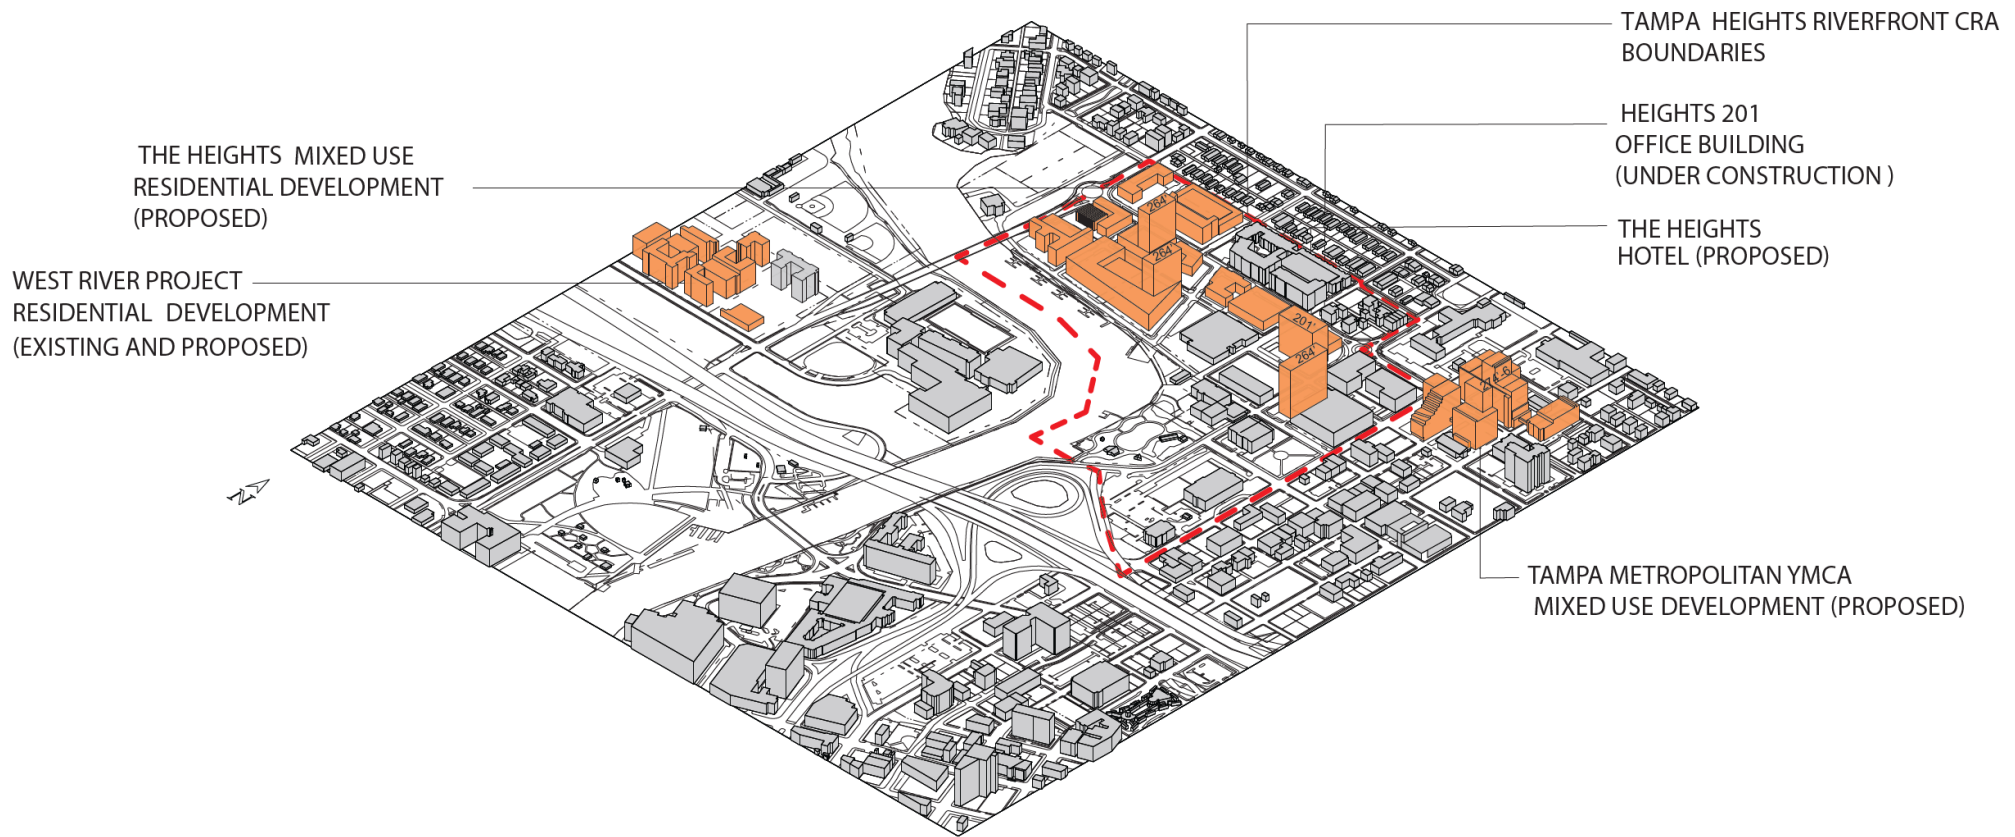 TAMPA HEIGHTS RIVERFRONT CRA
BOUNDARIES
HEIGHTS 201
OFFICE BUILDING
(UNDER CONSTRUCTION )
THE HEIGHTS MIXED USE
RESIDENTIAL DEVELOPMENT
(PROPOSED)
THE HEIGHTS
HOTEL (PROPOSED)
WEST RIVER PROJECT
RESIDENTIAL DEVELOPMENT
(EXISTING AND PROPOSED)
264'
264'
201'
264'
214'-6
N
TAMPA METROPOLITAN YMCA
MIXED USE DEVELOPMENT (PROPOSED)